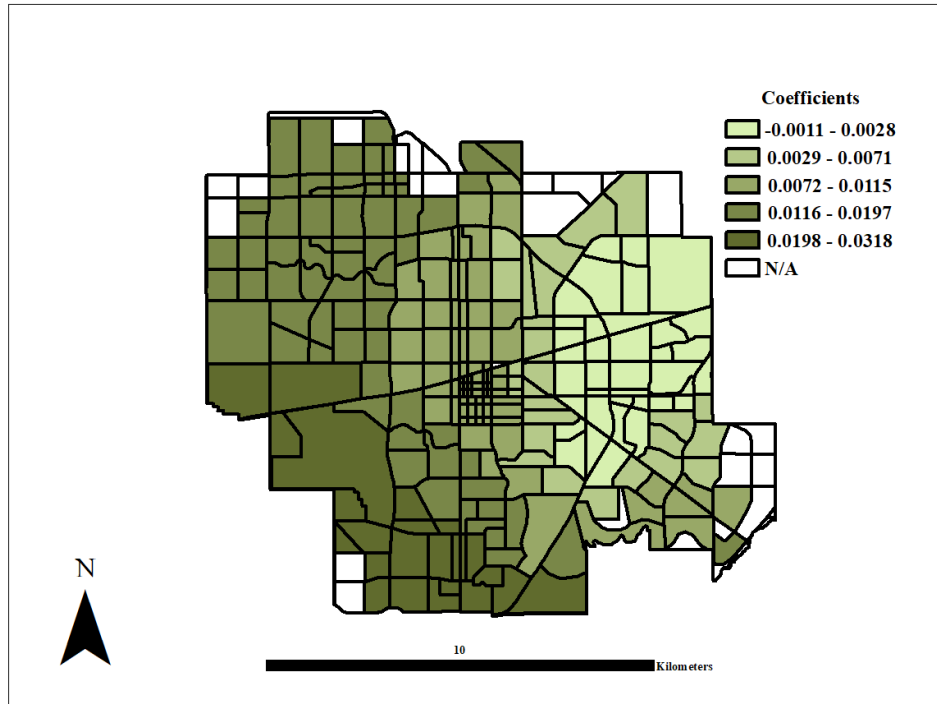 Coefficients
-0.0011 - 0.0028
0.0029 - 0.0071
0.0072 - 0.0115
0.0116 - 0.0197
0.0198 - 0.0318
N/A
N
10
Kilometers